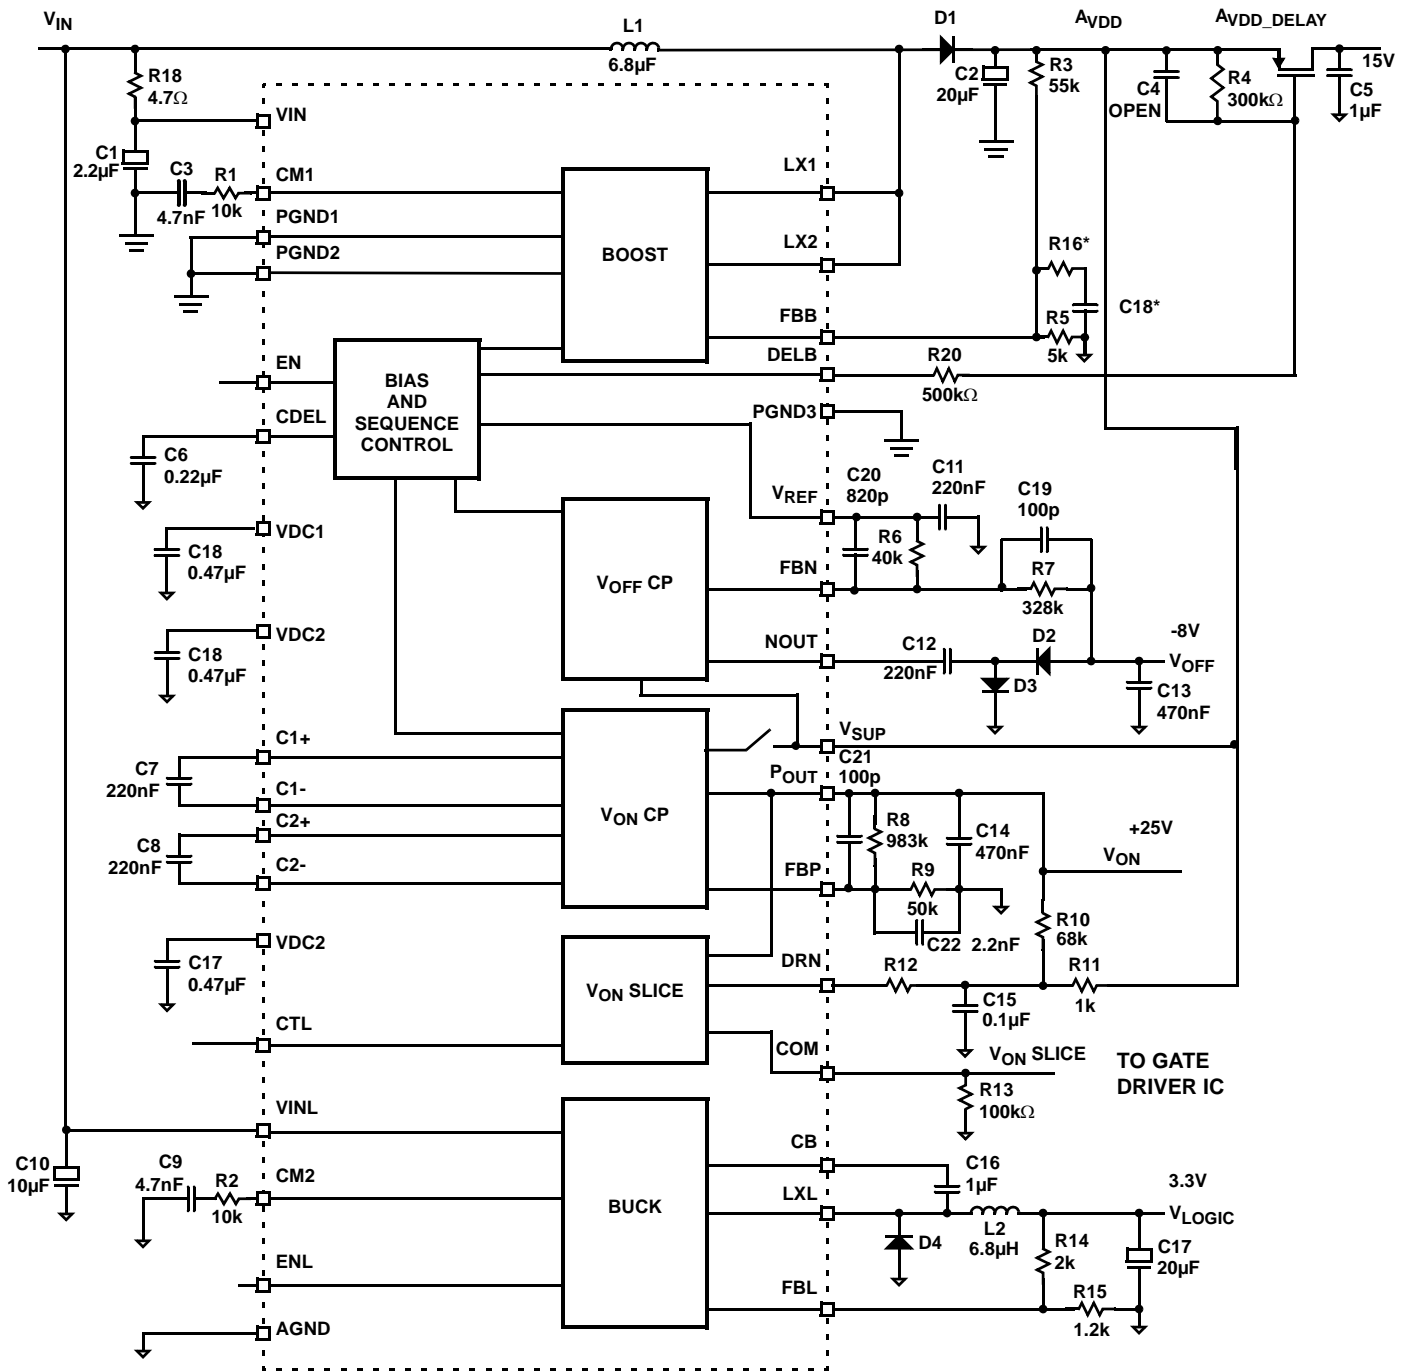 VIN
L1
6.8µF
D1
AVDD
AVDD_DELAY
15V
R18
4.7Ω
C2
20µF
R3
55k
C4
OPEN
R4
300kΩ
C5
1µF
VIN
C1
2.2µF
C3
4.7nF
R1
10k
CM1
LX1
PGND1
PGND2
BOOST
LX2
R16*
C18*
FBB
R5
5k
EN
DELB
R20
500kΩ
BIAS
AND
SEQUENCE
CONTROL
CDEL
PGND3
C6
0.22µF
VREF
C20
820p
C11
220nF
C19
100p
VDC1
C18
0.47µF
R6
40k
VOFF CP
FBN
R7
328k
VDC2
C18
0.47µF
NOUT
C12
220nF
D2
D3
-8V
VOFF
C13
470nF
VSUP
C1+
C7
220nF
C1-
POUT
C21
100p
VON CP
C2+
C8
220nF
C2-
R8
983k
C14
470nF
+25V
VON
FBP
R9
50k
C22 2.2nF
R10
68k
VDC2
C17
0.47µF
DRN
R12
R11
1k
VON SLICE
C15
0.1µF
CTL
COM
VON SLICE
TO GATE
DRIVER IC
R13
100kΩ
VINL
C10
10µF
C9
4.7nF
R2
10k
CM2
BUCK
CB
C16
1µF
LXL
3.3V
VLOGIC
D4
L2
6.8µH
R14
2k
C17
20µF
ENL
FBL
R15
1.2k
AGND